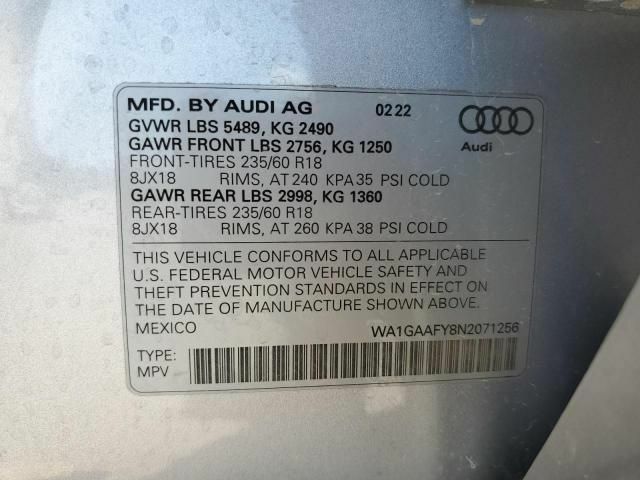 MFD. BY AUDI AG 02 22
GVWR LBS 5489, KG 2490
GAWR FRONT LBS 2756, KG 1250
Audi
FRONT-TIRES 235/60 R18
8JX18 RIMS, AT 240 KPA 35 PSI COLD
GAWR REAR LBS 2998, KG 1360
REAR-TIRES 235/60 R18
8JX18 RIMS, AT 260 KPA 38 PSI COLD
THIS VEHICLE CONFORMS TO ALL APPLICABLE
U.S. FEDERAL MOTOR VEHICLE SAFETY AND
THEFT PREVENTION STANDARDS IN EFFECT ON
THE DATE OF MANUFACTURE SHOWN ABOVE.
MEXICO WA1GAAFY8N2071256
TYPE:
MPV